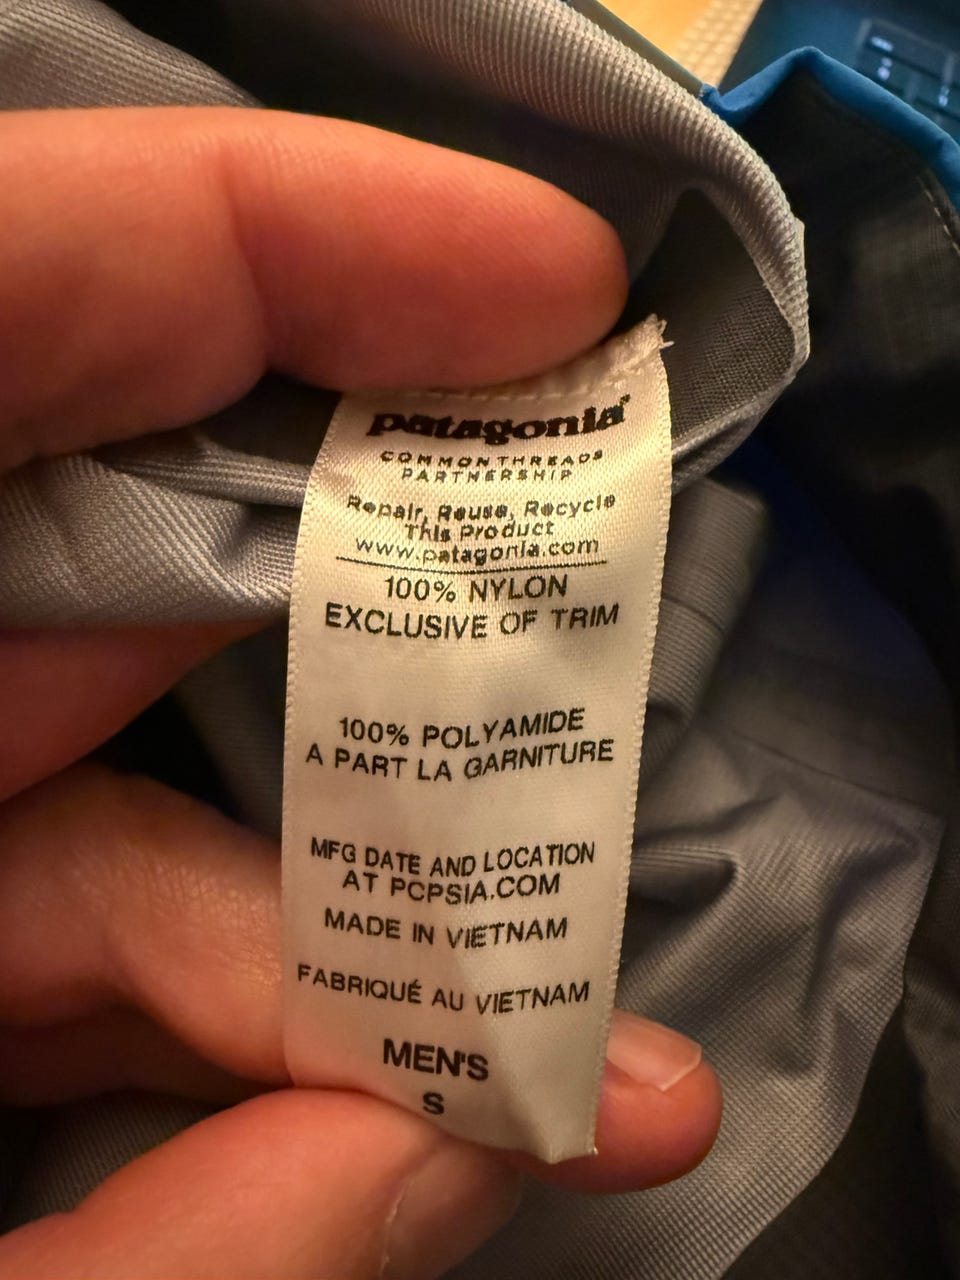 patagonia®
COMMON THREADS
PARTNERSHIP
Repair, Reuse, Recycle
This Product
www.patagonia.com
100% NYLON
EXCLUSIVE OF TRIM
100% POLYAMIDE
A PART LA GARNITURE
MFG DATE AND LOCATION
AT PCPSIA.COM
MADE IN VIETNAM
FABRIQUÉ AU VIETNAM
MEN'S
S